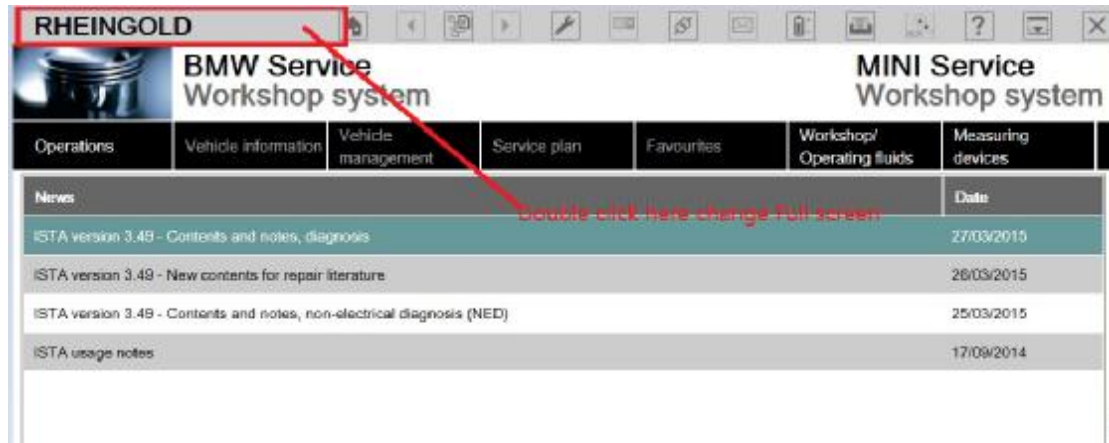 RHEINGOLD
?
BMW Service
Workshop system
MINI Service
Workshop system
Operations
Vehicle information
Vehicle
management
Service plan
Favourites
Workshop/
Operating fluids
Measuring
devices
News
Date
Double click here change Full screen
ISTA version 3.49 - Contents and notes, diagnosis
27/03/2015
ISTA version 3.49 - New contents for repair literature
26/03/2015
ISTA version 3.49 - Contents and notes, non-electrical diagnosis (NED)
25/03/2015
ISTA usage notes
17/09/2014